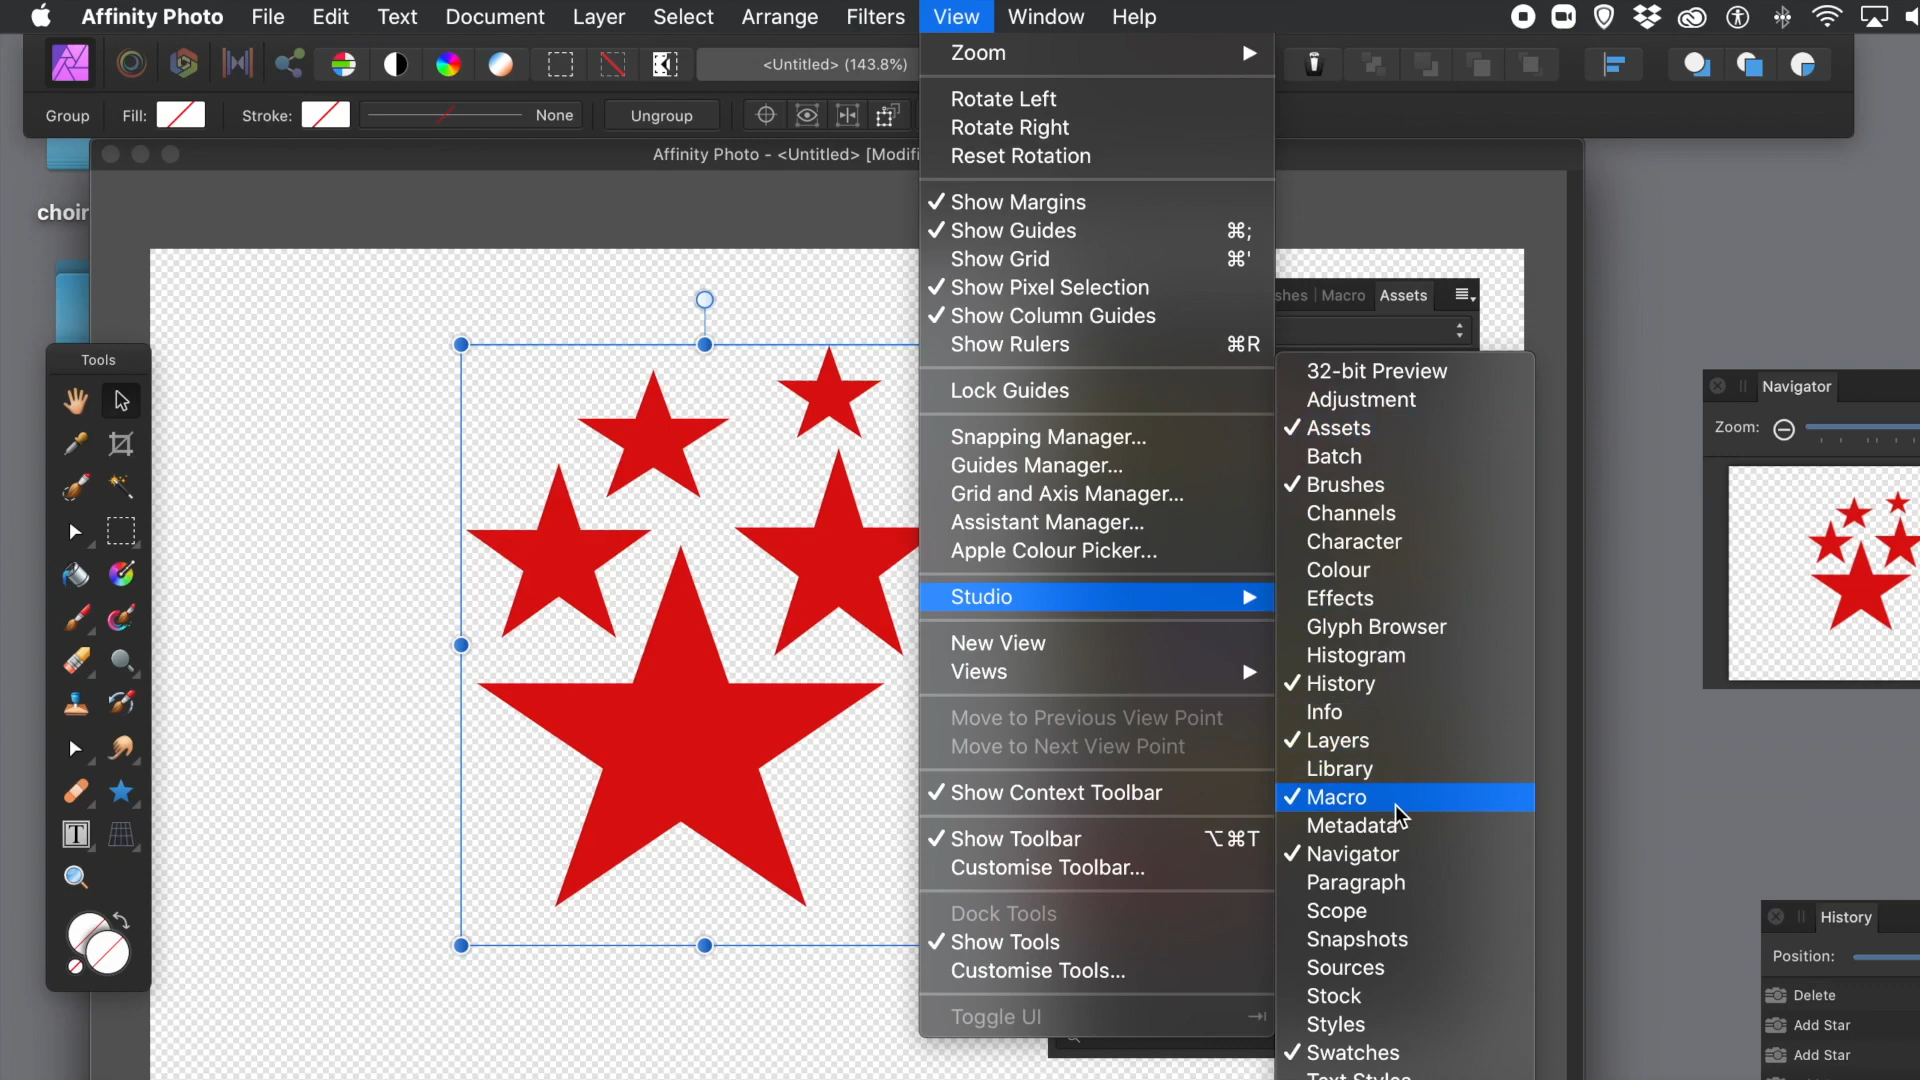 Affinity Photo File Edit Text Document Layer Select Arrange Filters View Window Help
<Untitled> (143.8%)
Group Fill: Stroke: None Ungroup
Affinity Photo - <Untitled> [Modifi
choir
Tools
Zoom
Rotate Left
Rotate Right
Reset Rotation
✓ Show Margins
✓ Show Guides ⌘;
Show Grid ⌘'
✓ Show Pixel Selection
✓ Show Column Guides
Show Rulers ⌘R
Lock Guides
Snapping Manager...
Guides Manager...
Grid and Axis Manager...
Assistant Manager...
Apple Colour Picker...
Studio
New View
Views
Move to Previous View Point
Move to Next View Point
✓ Show Context Toolbar
✓ Show Toolbar ⌥⌘T
Customise Toolbar...
Dock Tools
✓ Show Tools
Customise Tools...
Toggle UI
shes Macro Assets
32-bit Preview
Adjustment
✓ Assets
Batch
✓ Brushes
Channels
Character
Colour
Effects
Glyph Browser
Histogram
✓ History
Info
✓ Layers
Library
✓ Macro
Metadata
✓ Navigator
Paragraph
Scope
Snapshots
Sources
Stock
Styles
✓ Swatches
Text Styles
Navigator
Zoom:
History
Position:
Delete
Add Star
Add Star